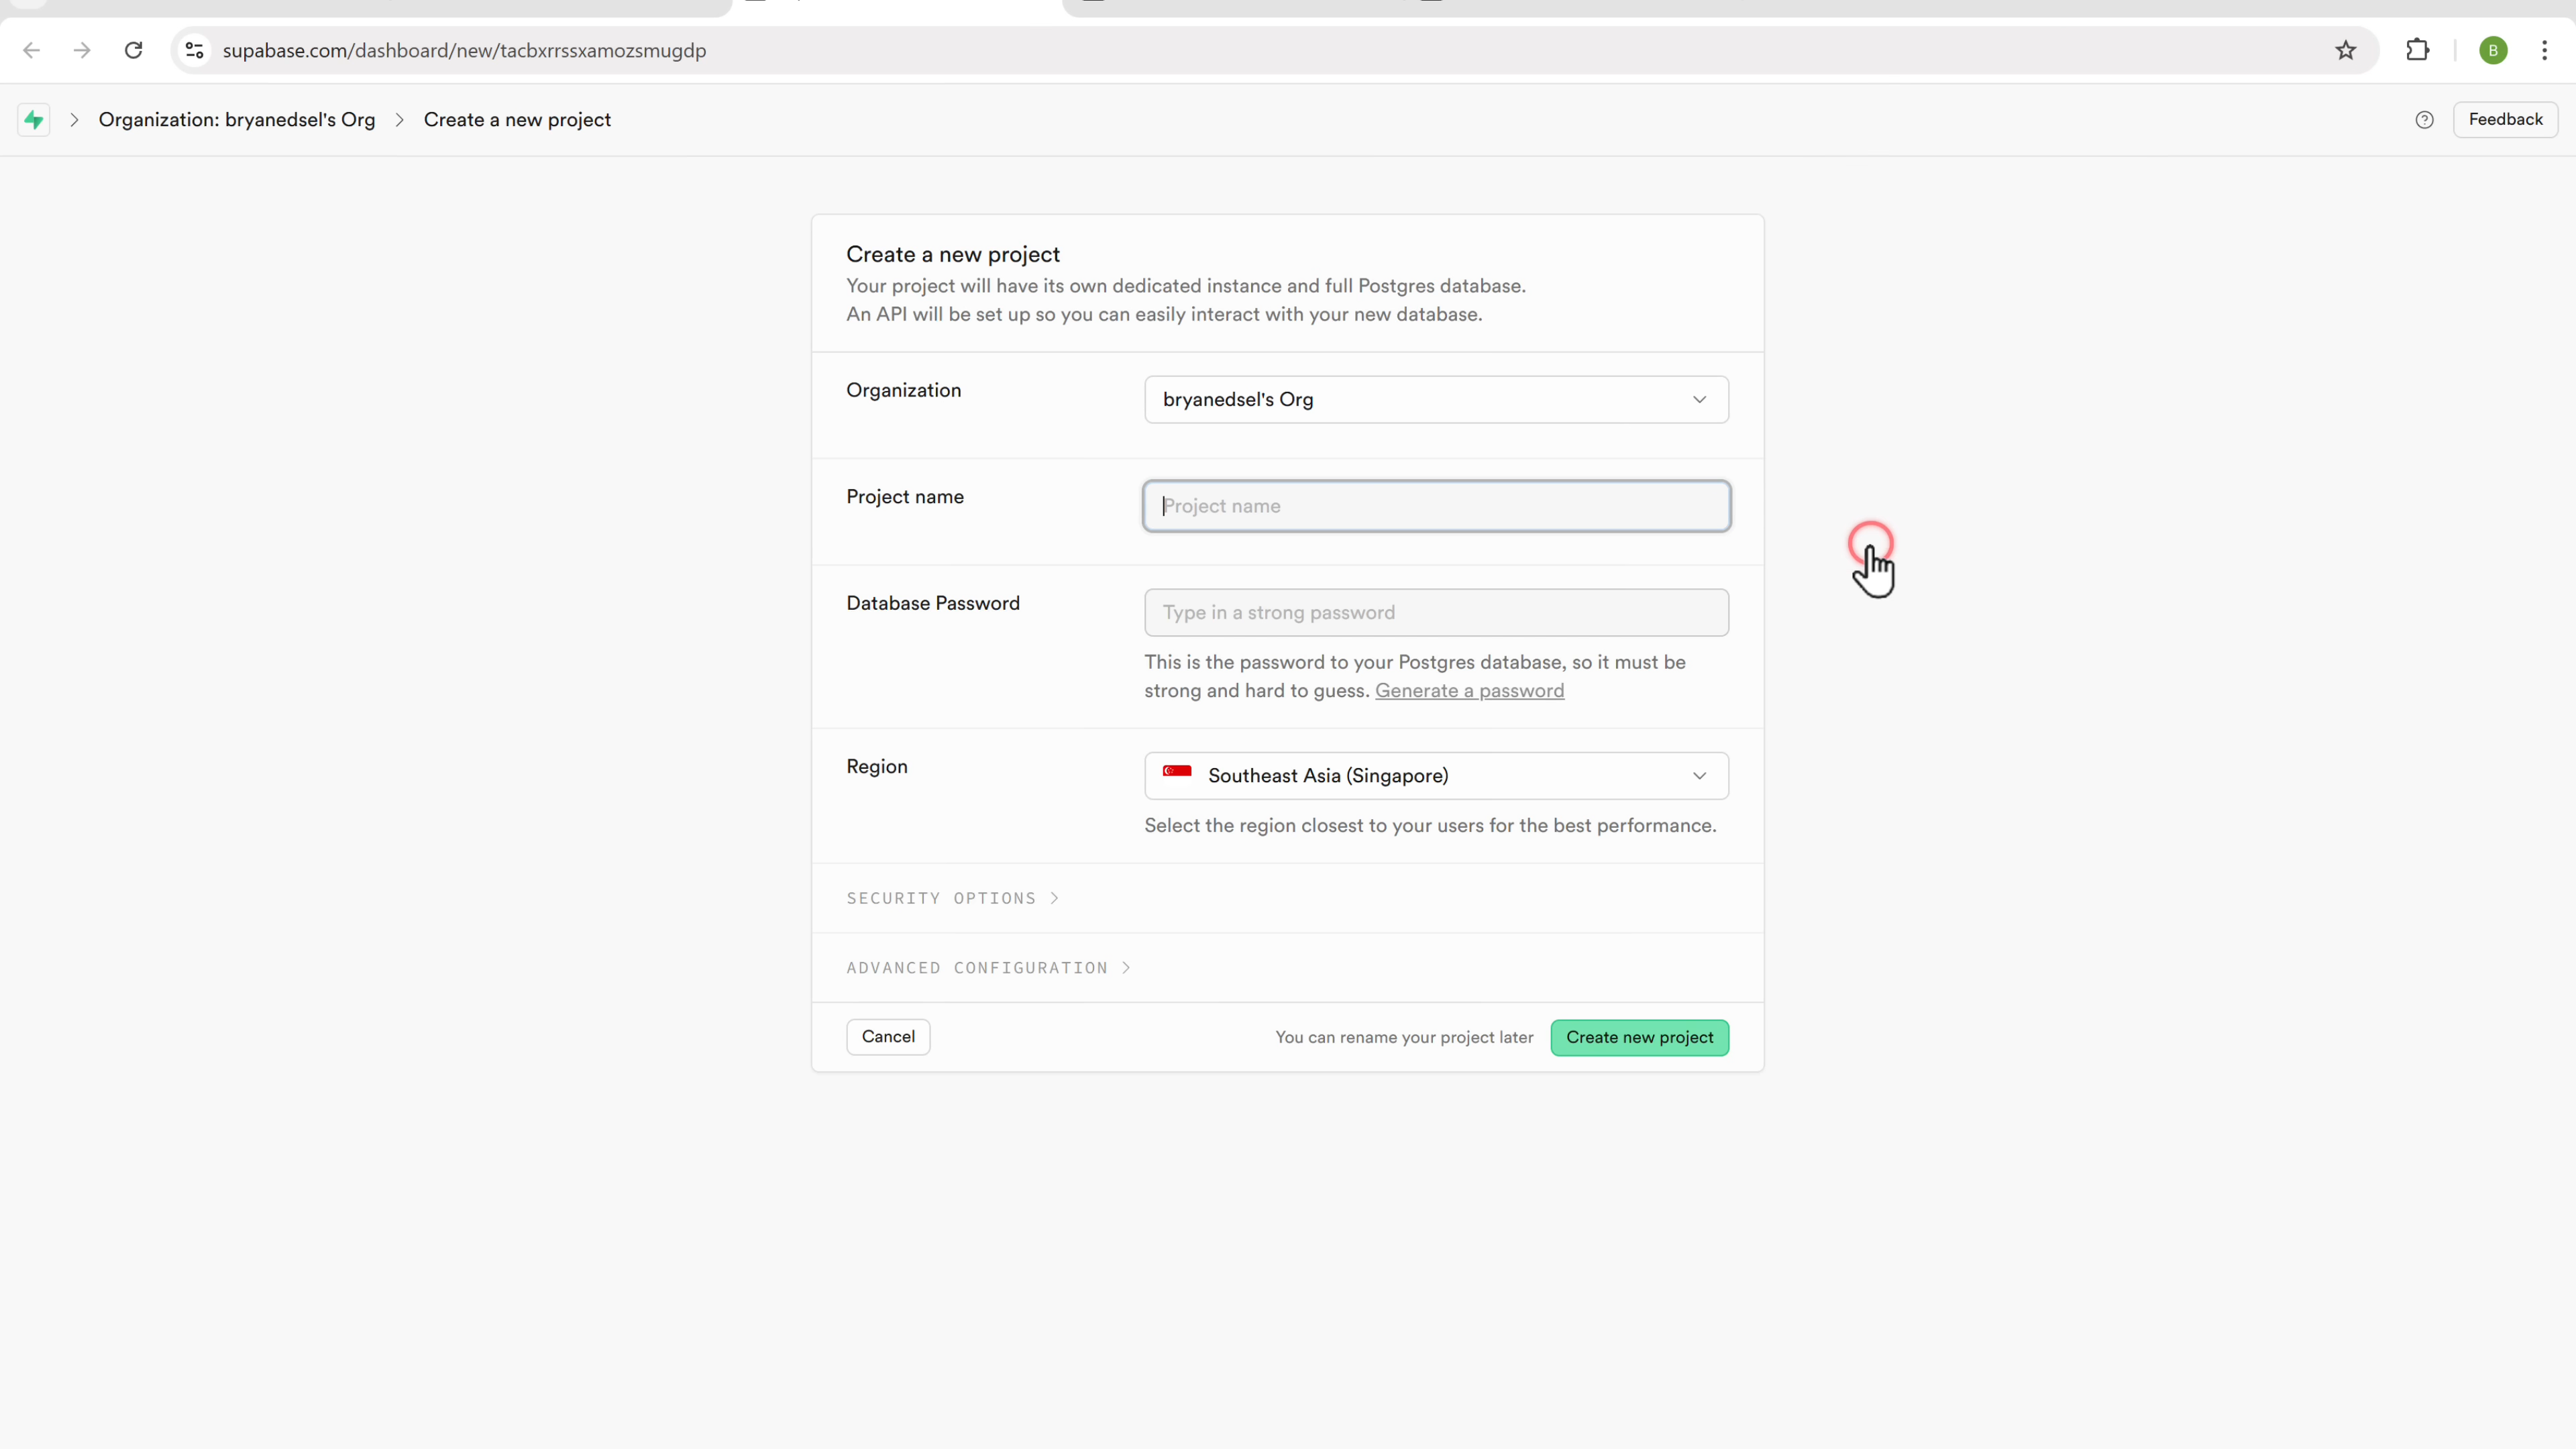 supabase.com/dashboard/new/tacbxrrssxamozsmugdp
B
Organization: bryanedsel's Org
Create a new project
Feedback
Create a new project
Your project will have its own dedicated instance and full Postgres database.
An API will be set up so you can easily interact with your new database.
Organization
bryanedsel's Org
Project name
Project name
Database Password
Type in a strong password
This is the password to your Postgres database, so it must be
strong and hard to guess. Generate a password
Region
Southeast Asia (Singapore)
Select the region closest to your users for the best performance.
SECURITY OPTIONS
ADVANCED CONFIGURATION
Cancel
You can rename your project later
Create new project